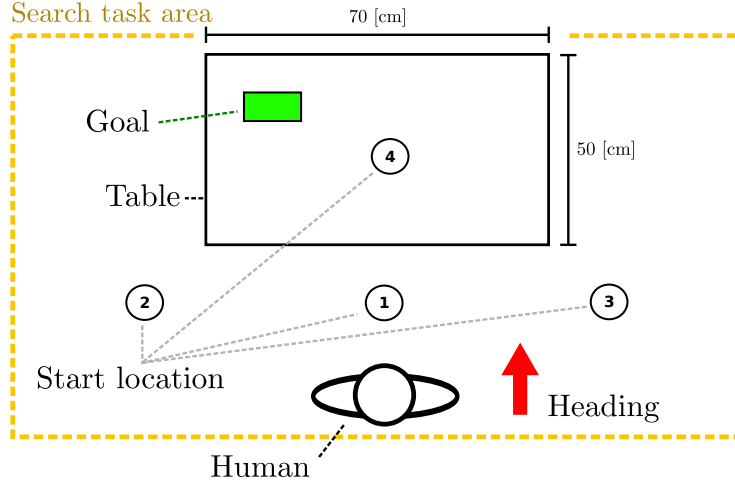 Search task area
70 [cm]
Goal
4
50 [cm]
Table
2
1
3
Start location
Heading
Human